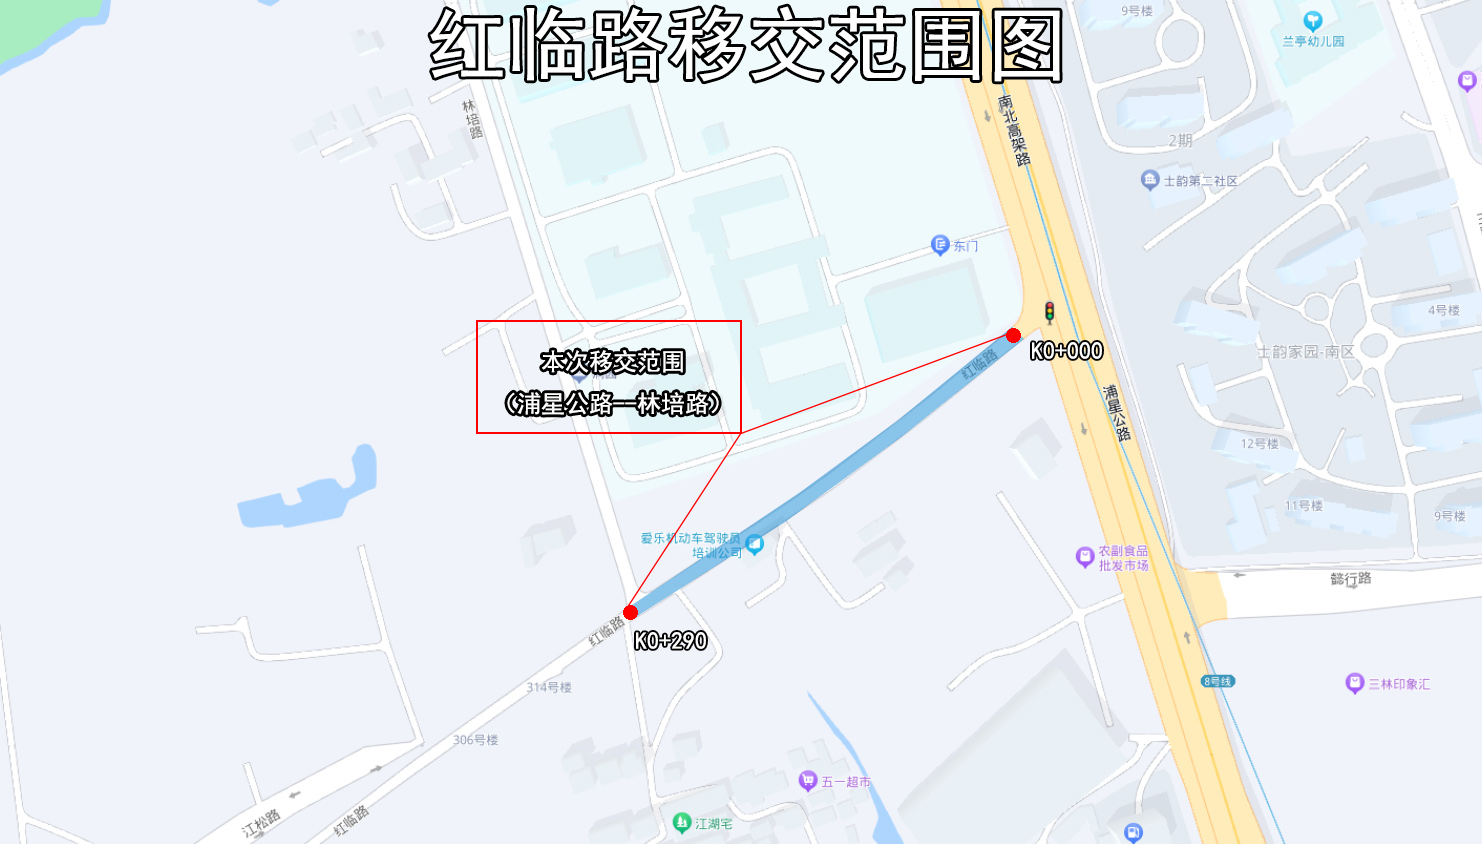 红临路移交范围图
9号楼
兰亭幼儿园
林培路
南北高架路
2期
士韵第二社区
东门
4号楼
K0+000
红临路
士韵家园-南区
本次移交范围
（浦星公路—林培路）
浦星公路
12号楼
11号楼
9号楼
爱乐机动车驾驶员
培训公司
农副食品
批发市场
懿行路
红临路
K0+290
314号楼
8号线
三林印象汇
306号楼
五一超市
江松路
红临路
江湖宅